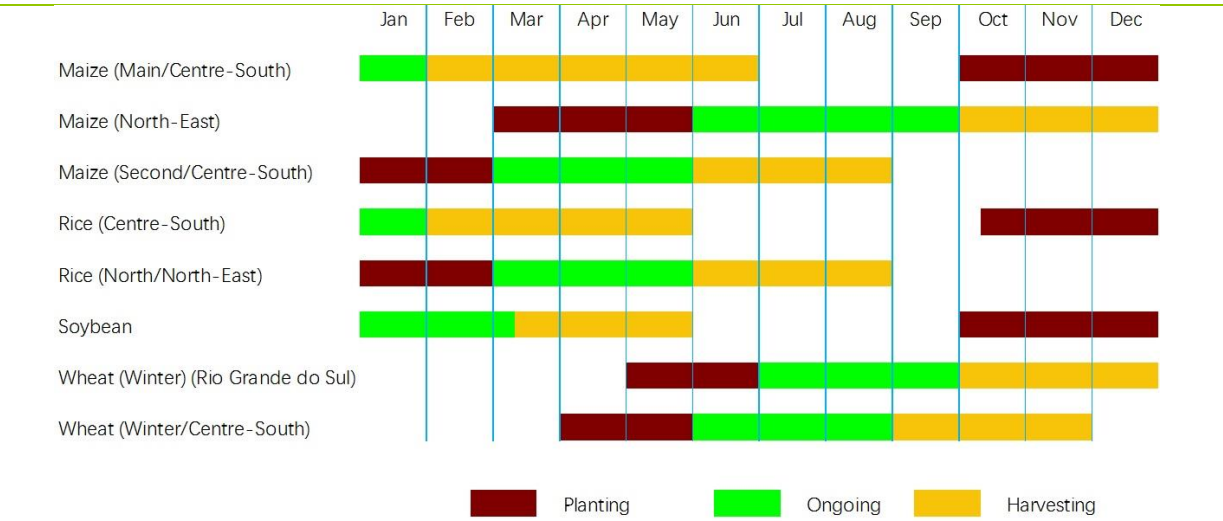 Jan Feb Mar Apr May Jun Jul Aug Sep Oct Nov Dec
Maize (Main/Centre-South)
Maize (North-East)
Maize (Second/Centre-South)
Rice (Centre-South)
Rice (North/North-East)
Soybean
Wheat (Winter) (Rio Grande do Sul)
Wheat (Winter/Centre-South)
Planting Ongoing Harvesting